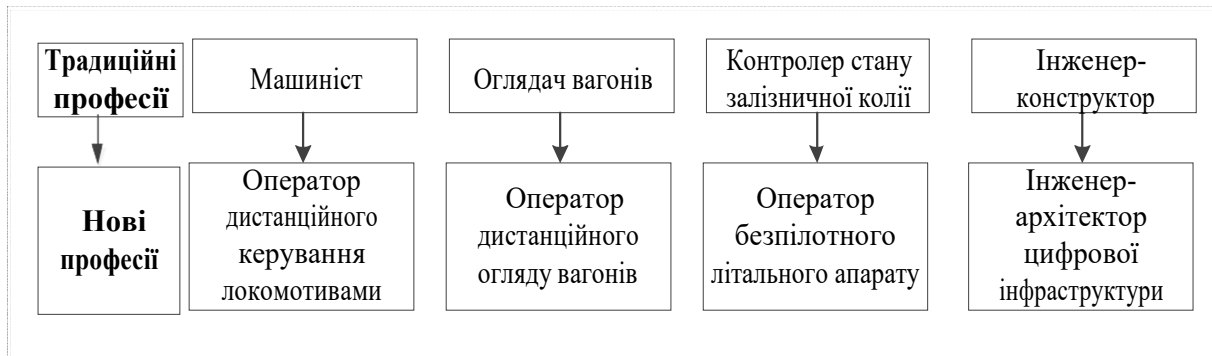 Традиційні
професії
Машиніст
Оглядач вагонів
Контролер стану
залізничної колії
Інженер-
конструктор
Нові
професії
Оператор
дистанційного
керування
локомотивами
Оператор
дистанційного
огляду вагонів
Оператор
безпілотного
літального апарату
Інженер-
архітектор
цифрової
інфраструктури